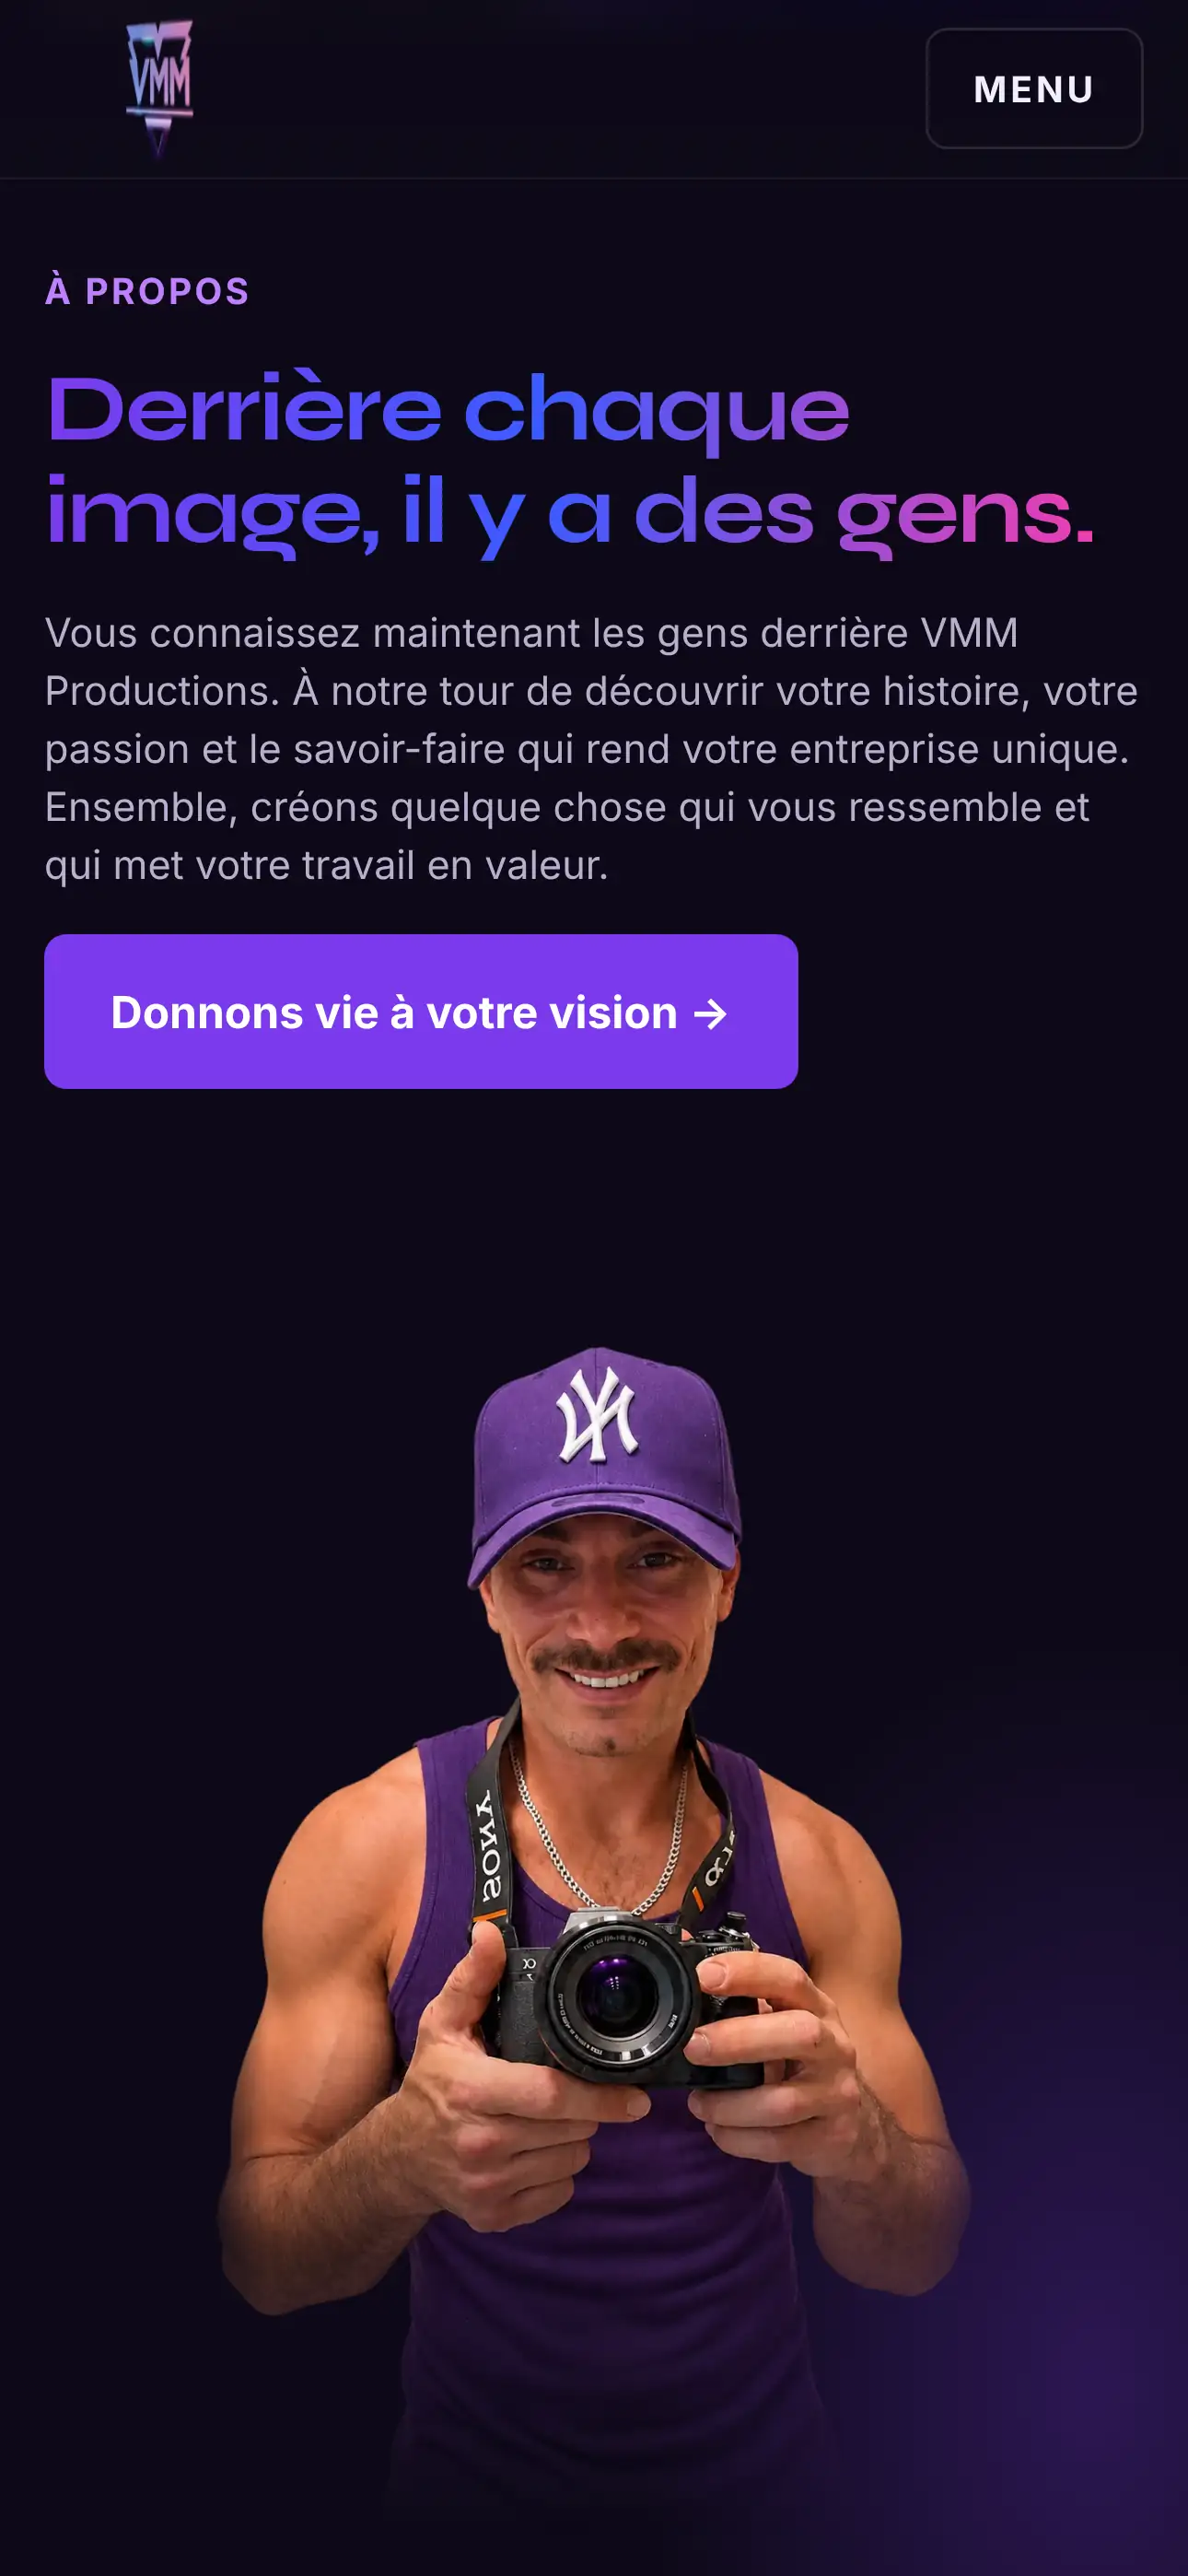 VMM
MENU
À PROPOS
Derrière chaque
image, il y a des gens.
Vous connaissez maintenant les gens derrière VMM
Productions. À notre tour de découvrir votre histoire, votre
passion et le savoir-faire qui rend votre entreprise unique.
Ensemble, créons quelque chose qui vous ressemble et
qui met votre travail en valeur.
Donnons vie à votre vision →
SONY